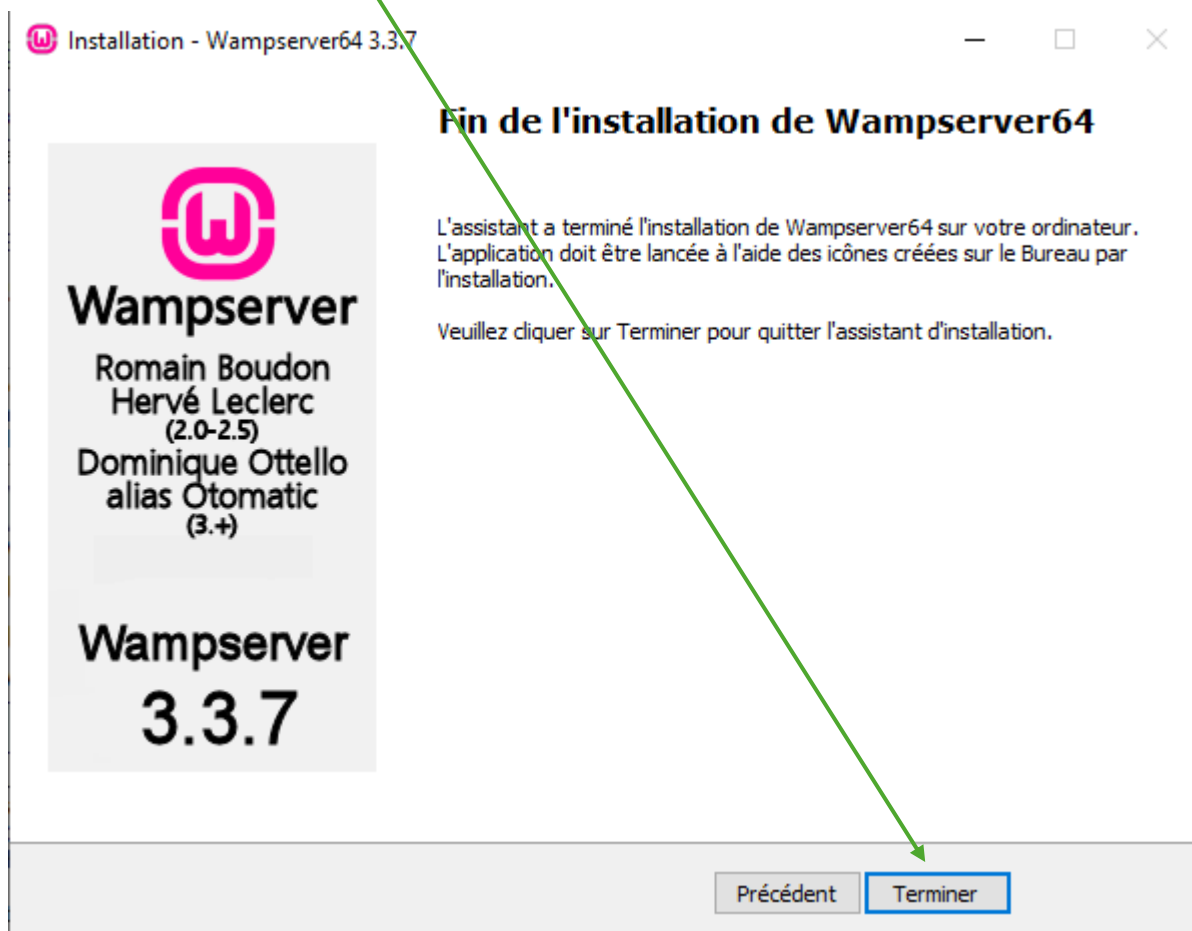 Installation - Wampserver64 3.3.7
Fin de l'installation de Wampserver64
L'assistant a terminé l'installation de Wampserver64 sur votre ordinateur.
L'application doit être lancée à l'aide des icônes créées sur le Bureau par
l'installation.
Veuillez cliquer sur Terminer pour quitter l'assistant d'installation.
Wampserver
Romain Boudon
Hervé Leclerc
(2.0-2.5)
Dominique Ottello
alias Otomatic
(3.+)
Wampserver
3.3.7
Précédent
Terminer